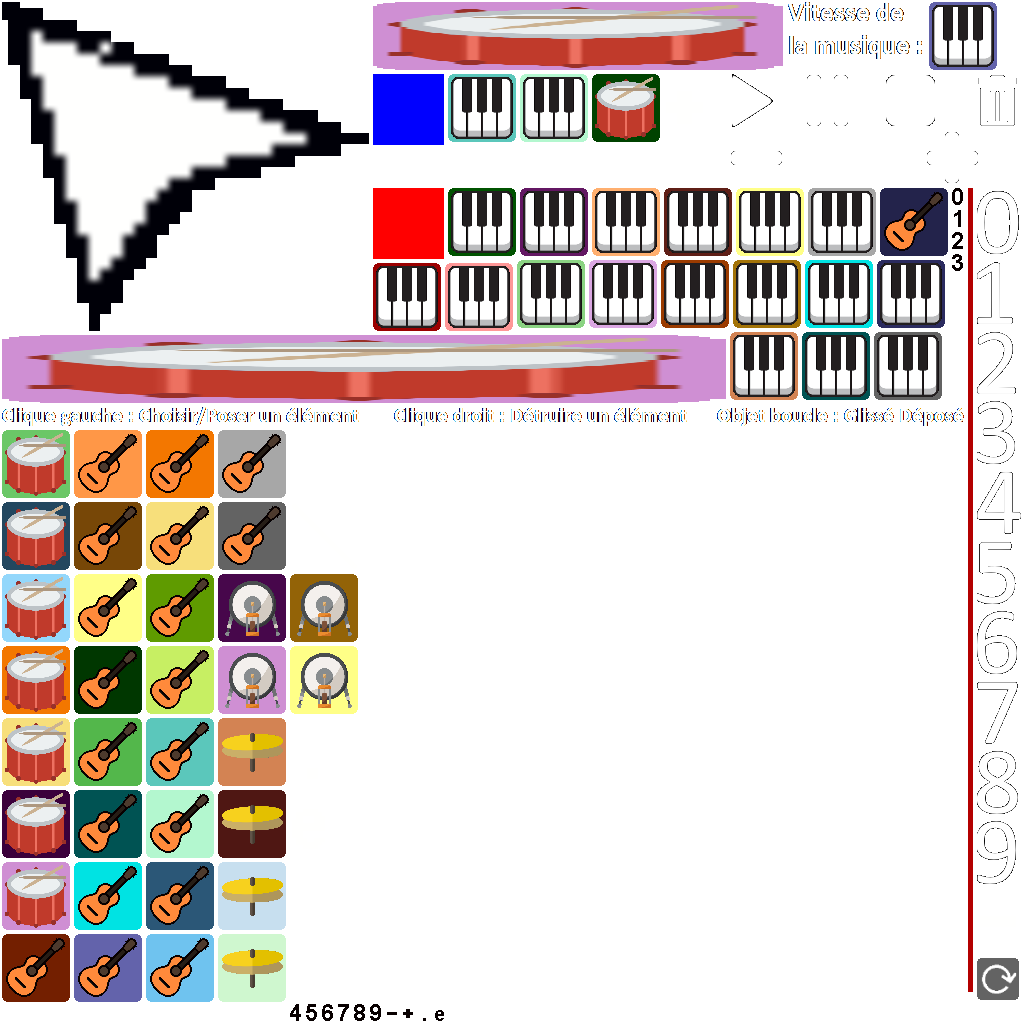 Vitesse de
la musique :
0
1
2
3
0
1
2
3
4
5
6
7
8
9
Clique gauche : Choisir/Poser un élément
Clique droit : Détruire un élément
Objet boucle : Glissé Déposé
456789-+.e